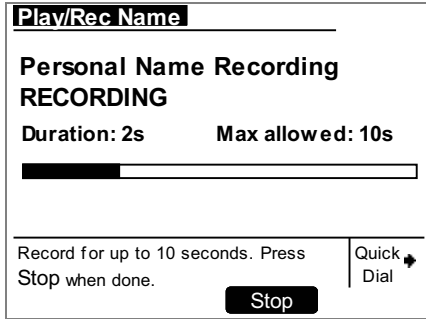 Play/Rec Name
Personal Name Recording
RECORDING
Duration: 2s Max allowed: 10s
Record for up to 10 seconds. Press
Stop when done.
Quick
Dial
Stop